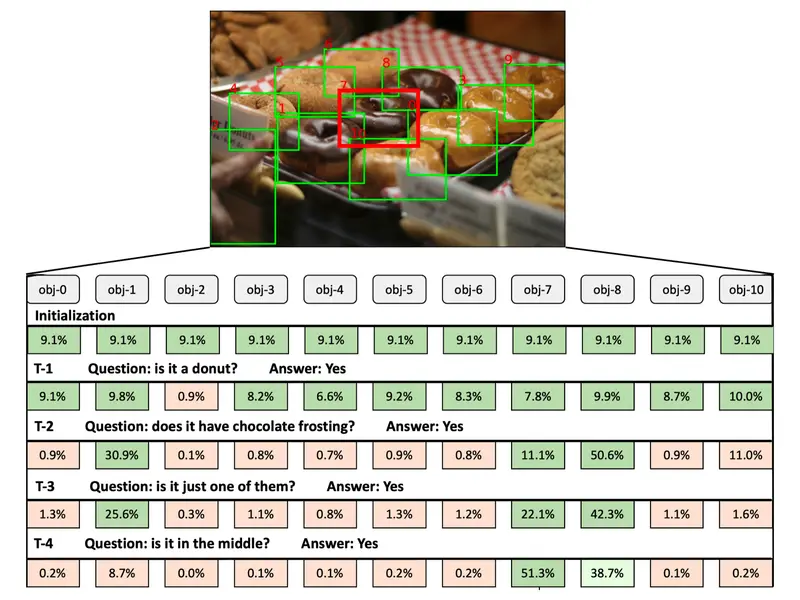 8
9
7
3
4
1
obj-0 obj-1 obj-2 obj-3 obj-4 obj-5 obj-6 obj-7 obj-8 obj-9 obj-10
Initialization
9.1% 9.1% 9.1% 9.1% 9.1% 9.1% 9.1% 9.1% 9.1% 9.1% 9.1%
T-1 Question: is it a donut? Answer: Yes
9.1% 9.8% 0.9% 8.2% 6.6% 9.2% 8.3% 7.8% 9.9% 8.7% 10.0%
T-2 Question: does it have chocolate frosting? Answer: Yes
0.9% 30.9% 0.1% 0.8% 0.7% 0.9% 0.8% 11.1% 50.6% 0.9% 11.0%
T-3 Question: is it just one of them? Answer: Yes
1.3% 25.6% 0.3% 1.1% 0.8% 1.3% 1.2% 22.1% 42.3% 1.1% 1.6%
T-4 Question: is it in the middle? Answer: Yes
0.2% 8.7% 0.0% 0.1% 0.1% 0.2% 0.2% 51.3% 38.7% 0.1% 0.2%